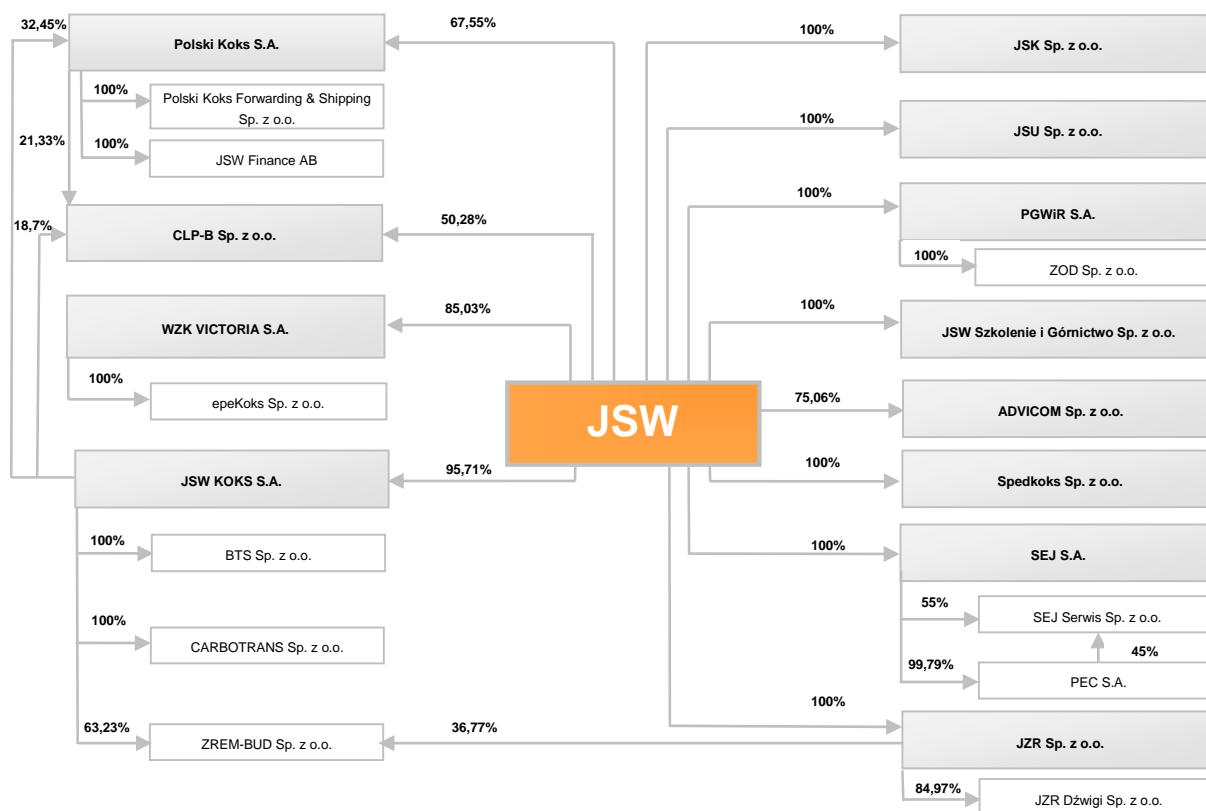 32,45%
67,55%
100%
Polski Koks S.A.
JSK Sp. z o.o.
100%
Polski Koks Forwarding & Shipping
Sp. z o.o.
100%
JSU Sp. z o.o.
21,33%
100%
JSW Finance AB
100%
PGWiR S.A.
18,7%
CLP-B Sp. z o.o.
50,28%
100%
ZOD Sp. z o.o.
85,03%
100%
WZK VICTORIA S.A.
JSW Szkolenie i Górnictwo Sp. z o.o.
100%
epeKoks Sp. z o.o.
JSW
75,06%
ADVICOM Sp. z o.o.
95,71%
100%
JSW KOKS S.A.
Spedkoks Sp. z o.o.
100%
BTS Sp. z o.o.
100%
SEJ S.A.
55%
SEJ Serwis Sp. z o.o.
100%
CARBOTRANS Sp. z o.o.
45%
99,79%
PEC S.A.
100%
63,23%
ZREM-BUD Sp. z o.o.
36,77%
JZR Sp. z o.o.
84,97%
JZR Dźwigi Sp. z o.o.